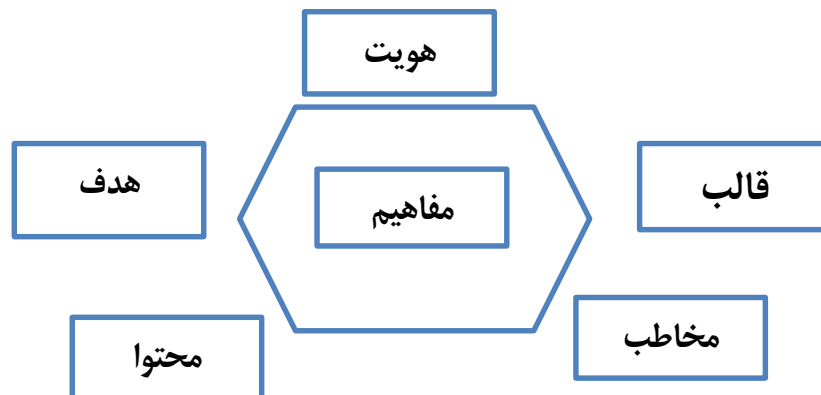 هویت
قالب
هدف
مفاهیم
مخاطب
محتوا